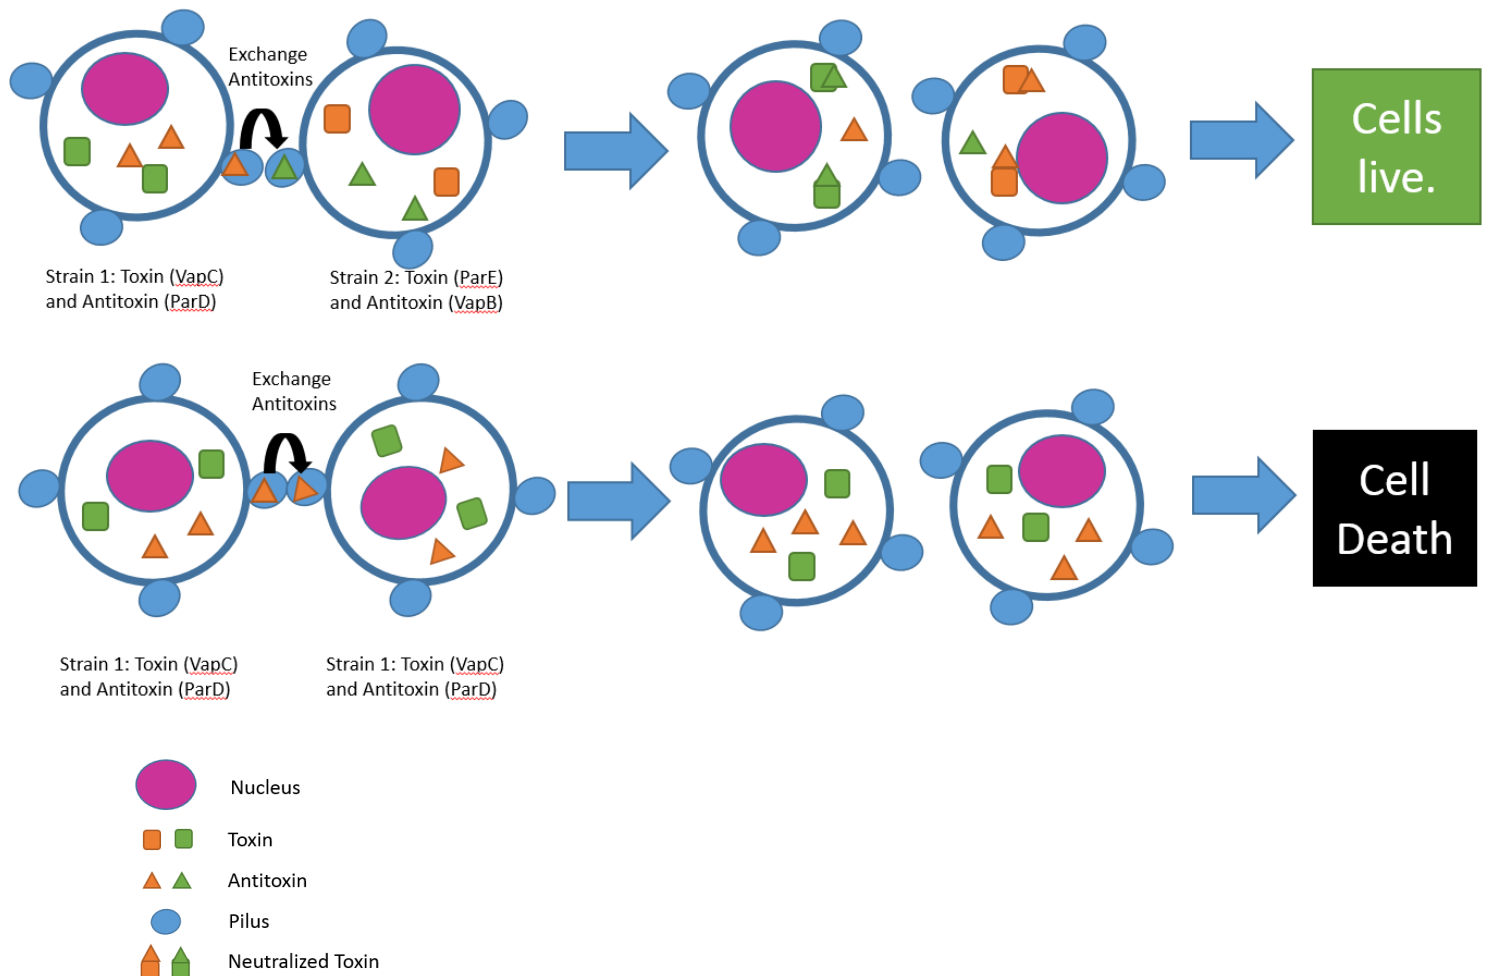 Exchange
Antitoxins
Cells
live.
Strain 1: Toxin (VapC)
and Antitoxin (ParD)
Strain 2: Toxin (ParE)
and Antitoxin (VapB)
Exchange
Antitoxins
Cell
Death
Strain 1: Toxin (VapC)
and Antitoxin (ParD)
Strain 1: Toxin (VapC)
and Antitoxin (ParD)
Nucleus
Toxin
Antitoxin
Pilus
Neutralized Toxin